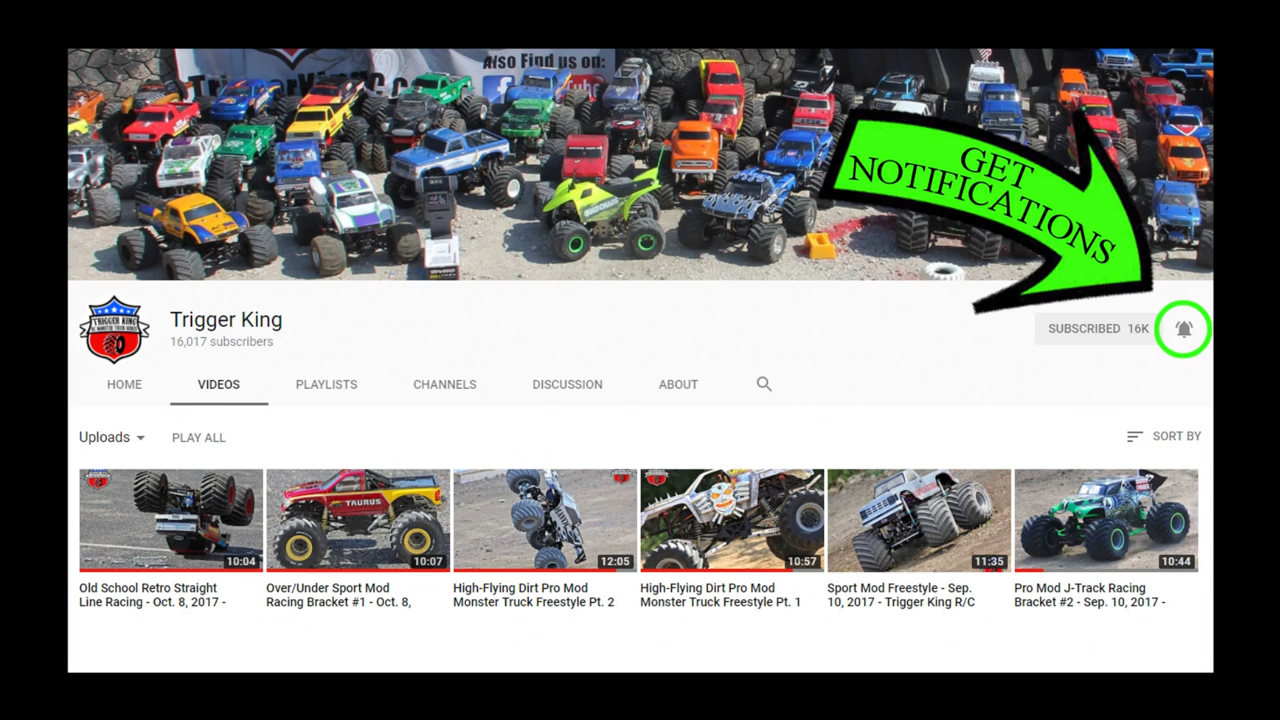 Also Find us on:
GET
NOTIFICATIONS
TRIGGER KING
Trigger King
16,017 subscribers
SUBSCRIBED 16K
HOME VIDEOS PLAYLISTS CHANNELS DISCUSSION ABOUT
Uploads PLAY ALL SORT BY
TAURUS
10:04 10:07 12:05 10:57 11:35 10:44
Old School Retro Straight
Line Racing - Oct. 8, 2017 -
Over/Under Sport Mod
Racing Bracket #1 - Oct. 8,
High-Flying Dirt Pro Mod
Monster Truck Freestyle Pt. 2
High-Flying Dirt Pro Mod
Monster Truck Freestyle Pt. 1
Sport Mod Freestyle - Sep.
10, 2017 - Trigger King R/C
Pro Mod J-Track Racing
Bracket #2 - Sep. 10, 2017 -